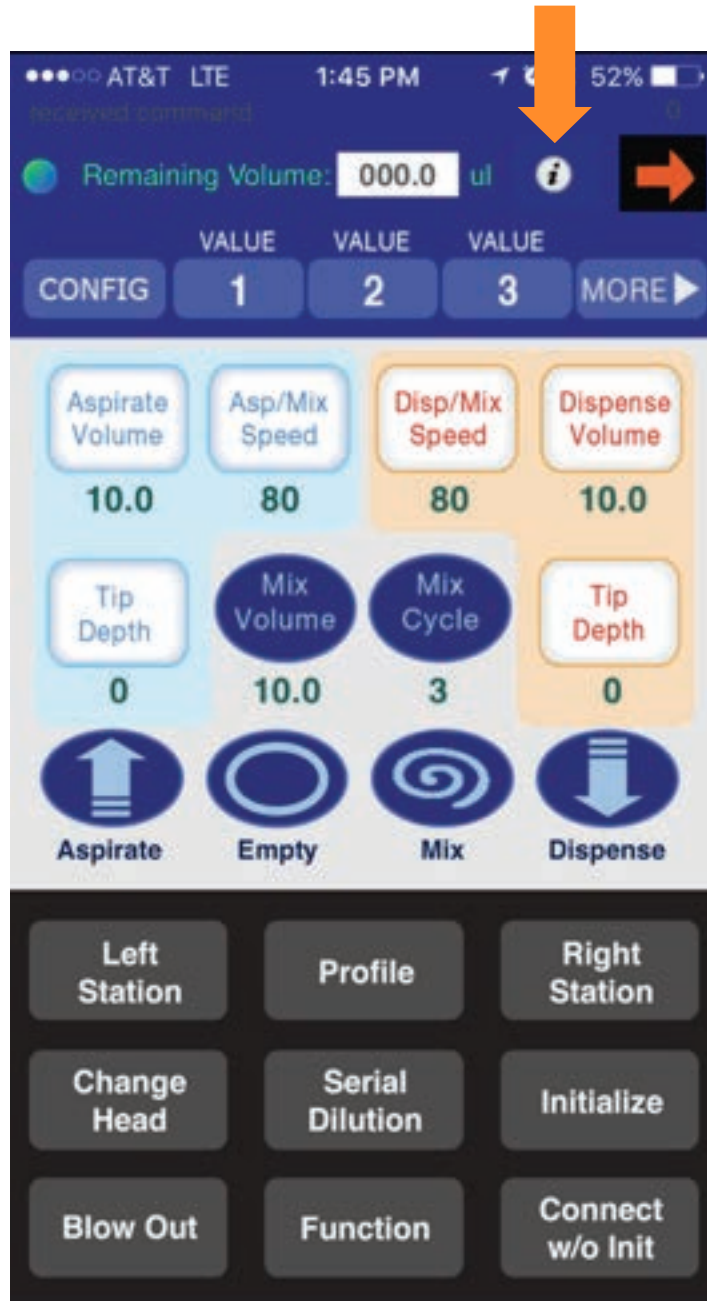 AT&T LTE 1:45 PM 52%
received command 0
Remaining Volume: 000.0 ul i
VALUE VALUE VALUE
CONFIG 1 2 3 MORE
Aspirate Volume
Asp/Mix Speed
Disp/Mix Speed
Dispense Volume
10.0 80 80 10.0
Tip Depth
Mix Volume
Mix Cycle
Tip Depth
0 10.0 3 0
Aspirate Empty Mix Dispense
Left Station
Profile
Right Station
Change Head
Serial Dilution
Initialize
Blow Out
Function
Connect w/o Init